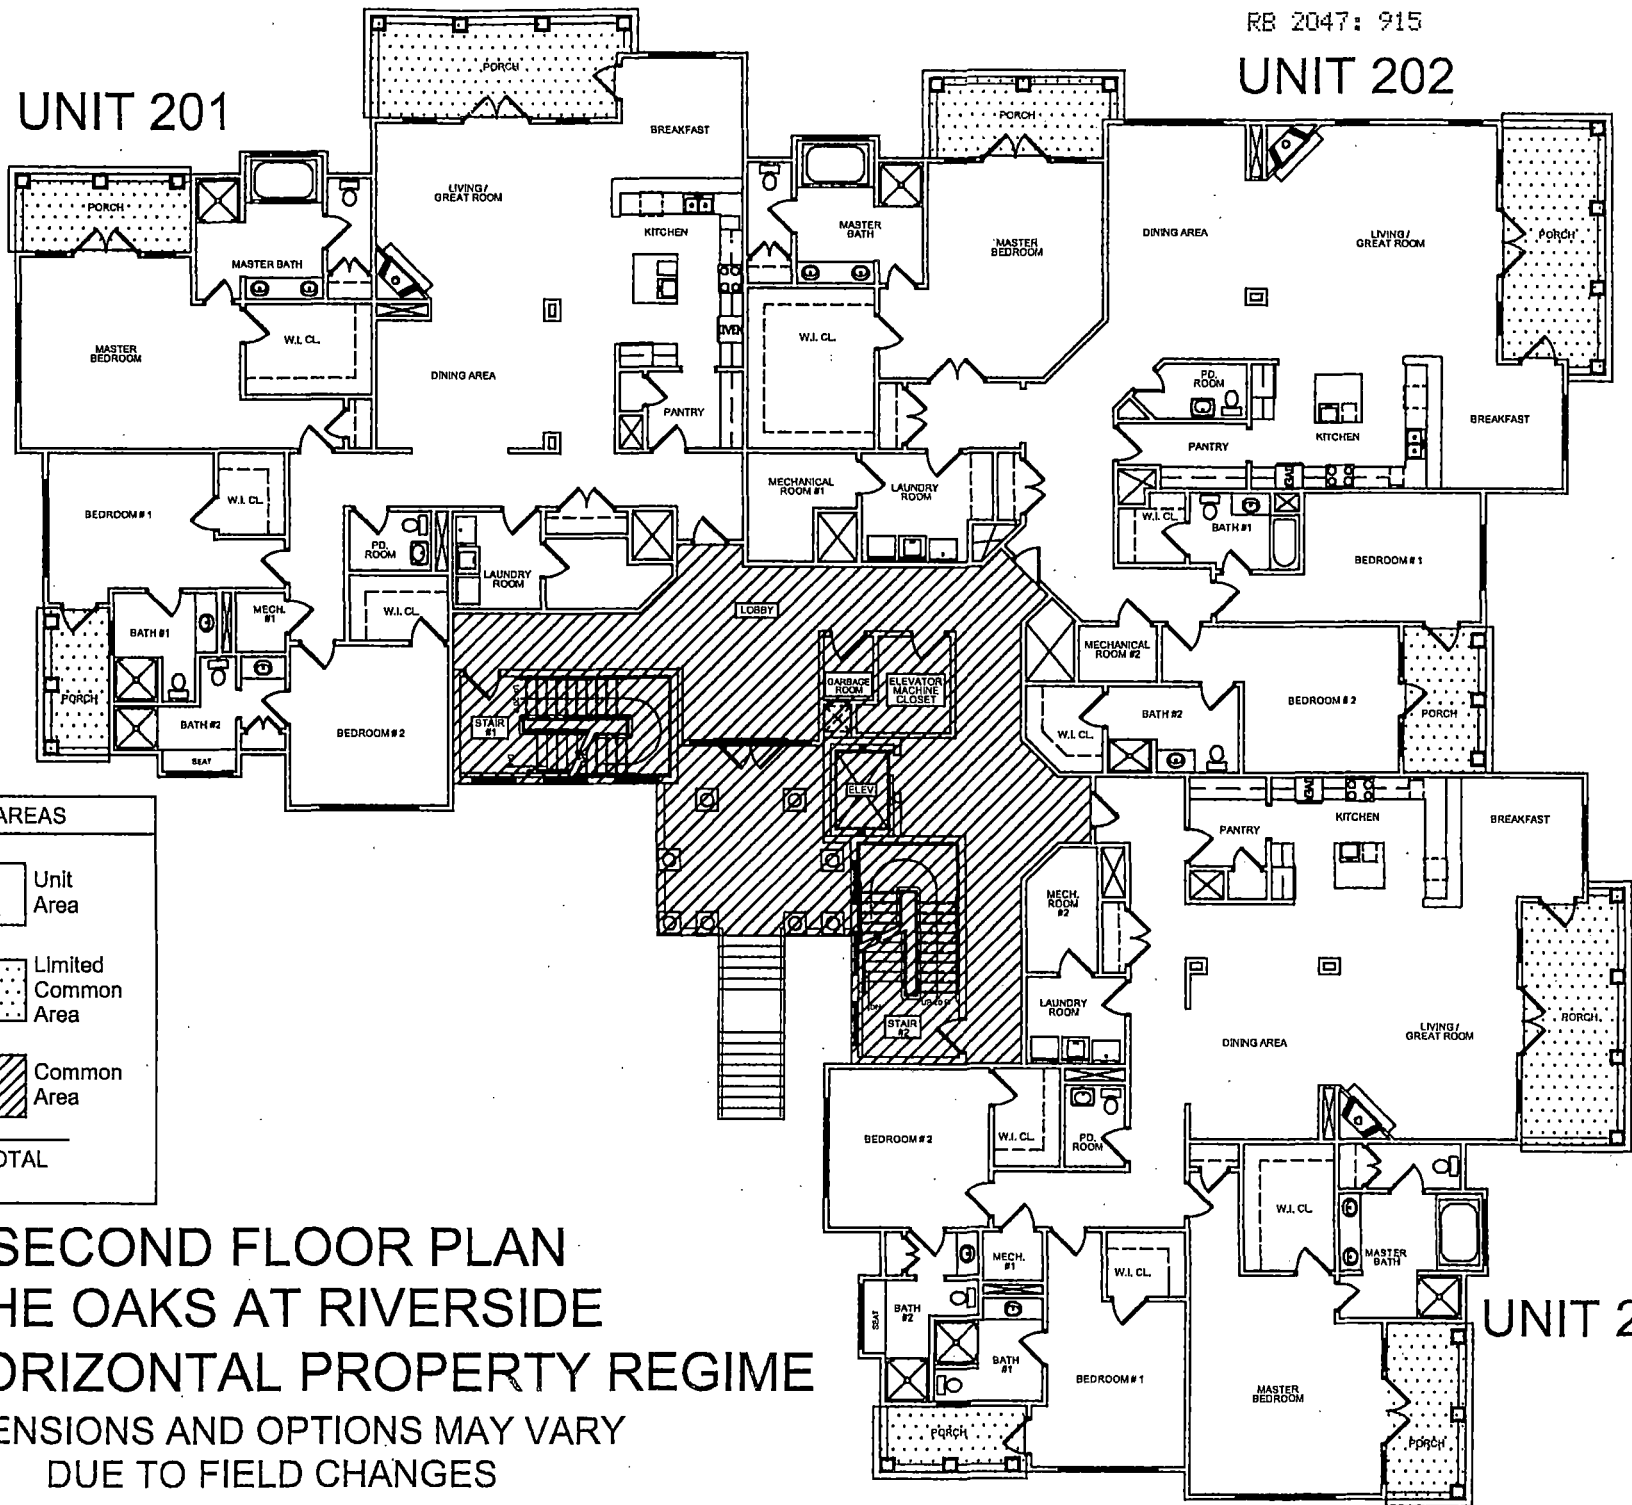 RB 2047: 915
UNIT 201
UNIT 202
PORCH
BREAKFAST
LIVING /
GREAT ROOM
KITCHEN
OVEN
DINING AREA
PANTRY
PORCH
MASTER BATH
MASTER
BEDROOM
W.I. CL.
BEDROOM # 1
W.I. CL.
PD.
ROOM
LAUNDRY
ROOM
W.I. CL.
MECH.
#1
BATH #1
PORCH
BATH #2
SEAT
BEDROOM # 2
PORCH
MASTER
BATH
MASTER
BEDROOM
W.I. CL.
DINING AREA
LIVING /
GREAT ROOM
PORCH
PD.
ROOM
PANTRY
KITCHEN
BREAKFAST
MECHANICAL
ROOM #1
LAUNDRY
ROOM
W.I. CL.
BATH #1
BEDROOM # 1
MECHANICAL
ROOM #2
BEDROOM # 2
PORCH
BATH #2
W.I. CL.
LOBBY
GARBAGE
ROOM
ELEVATOR
MACHINE
CLOSET
STAIR
#1
ELEV
STAIR
#2
PANTRY
KITCHEN
BREAKFAST
MECH.
ROOM
#2
LAUNDRY
ROOM
DINING AREA
LIVING /
GREAT ROOM
PORCH
BEDROOM # 2
W.I. CL.
PD.
ROOM
W.I. CL.
MASTER
BATH
MECH.
#1
W.I. CL.
BATH
#2
SEAT
BATH
#1
BEDROOM # 1
MASTER
BEDROOM
PORCH
PORCH
UNIT 2
AREAS
Unit
Area
Limited
Common
Area
Common
Area
OTAL
SECOND FLOOR PLAN
HE OAKS AT RIVERSIDE
ORIZONTAL PROPERTY REGIME
ENSIONS AND OPTIONS MAY VARY
DUE TO FIELD CHANGES